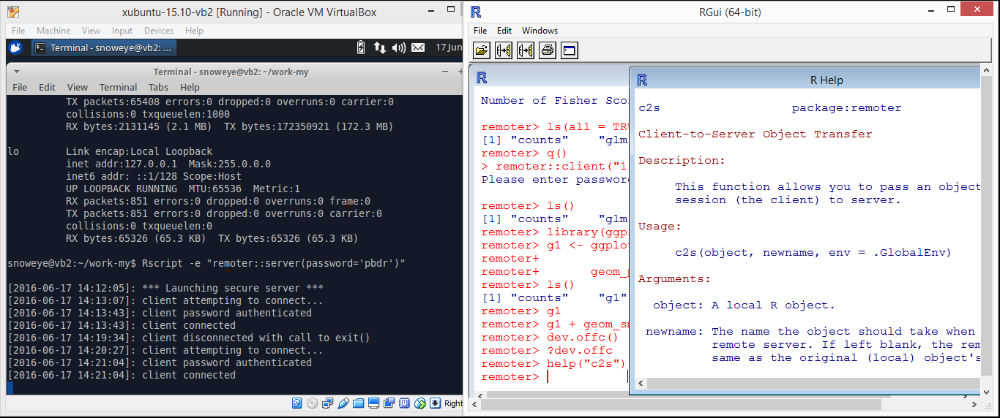 xubuntu-15.10-vb2 [Running] - Oracle VM VirtualBox
File Machine View Input Devices Help
Terminal - snoweye@vb2: ...
17 Jun
Terminal - snoweye@vb2: ~/work-my
File Edit View Terminal Tabs Help
TX packets:65408 errors:0 dropped:0 overruns:0 carrier:0
collisions:0 txqueuelen:1000
RX bytes:2131145 (2.1 MB) TX bytes:172350921 (172.3 MB)
lo Link encap:Local Loopback
inet addr:127.0.0.1 Mask:255.0.0.0
inet6 addr: ::1/128 Scope:Host
UP LOOPBACK RUNNING MTU:65536 Metric:1
RX packets:851 errors:0 dropped:0 overruns:0 frame:0
TX packets:851 errors:0 dropped:0 overruns:0 carrier:0
collisions:0 txqueuelen:0
RX bytes:65326 (65.3 KB) TX bytes:65326 (65.3 KB)
snoweye@vb2:~/work-my$ Rscript -e "remoter::server(password='pbdr')"
[2016-06-17 14:12:05]: *** Launching secure server ***
[2016-06-17 14:13:07]: client attempting to connect...
[2016-06-17 14:13:43]: client password authenticated
[2016-06-17 14:13:43]: client connected
[2016-06-17 14:19:34]: client disconnected with call to exit()
[2016-06-17 14:20:27]: client attempting to connect...
[2016-06-17 14:21:04]: client password authenticated
[2016-06-17 14:21:04]: client connected
Right
RGui (64-bit)
File Edit Windows
Number of Fisher Sco
remoter> ls(all = TR
[1] "counts" "glm
remoter> q()
> remoter::client("1
Please enter password
remoter> ls()
[1] "counts" "glm
remoter> library(ggp
remoter> g1 <- ggplo
remoter+
remoter+ geom_
remoter> ls()
[1] "counts" "g1"
remoter> g1
remoter> g1 + geom_s
remoter> dev.offc()
remoter> ?dev.offc
remoter> help("c2s")
remoter>
R Help
c2s package:remoter
Client-to-Server Object Transfer
Description:
This function allows you to pass an object
session (the client) to server.
Usage:
c2s(object, newname, env = .GlobalEnv)
Arguments:
object: A local R object.
newname: The name the object should take when
remote server. If left blank, the rem
same as the original (local) object's